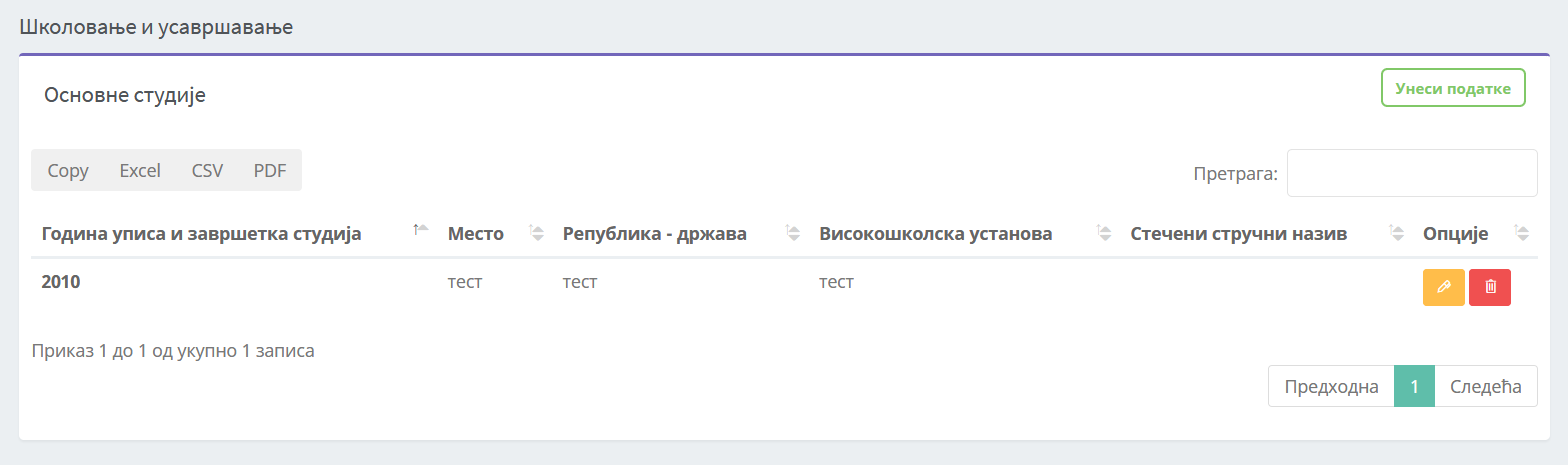 Школовање и усавршавање
Основне студије
Унеси податке
Copy Excel CSV PDF
Претрага:
Година уписа и завршетка студија Место Република - држава Високошколска установа Стечени стручни назив Опције
2010 тест тест тест
Приказ 1 до 1 од укупно 1 записа
Предходна 1 Следећа